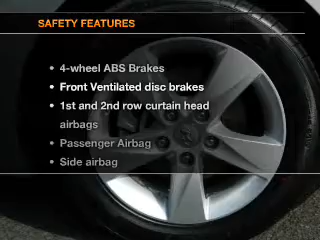 SAFETY FEATURES
• 4-wheel ABS Brakes
• Front Ventilated disc brakes
• 1st and 2nd row curtain head
airbags
• Passenger Airbag
• Side airbag